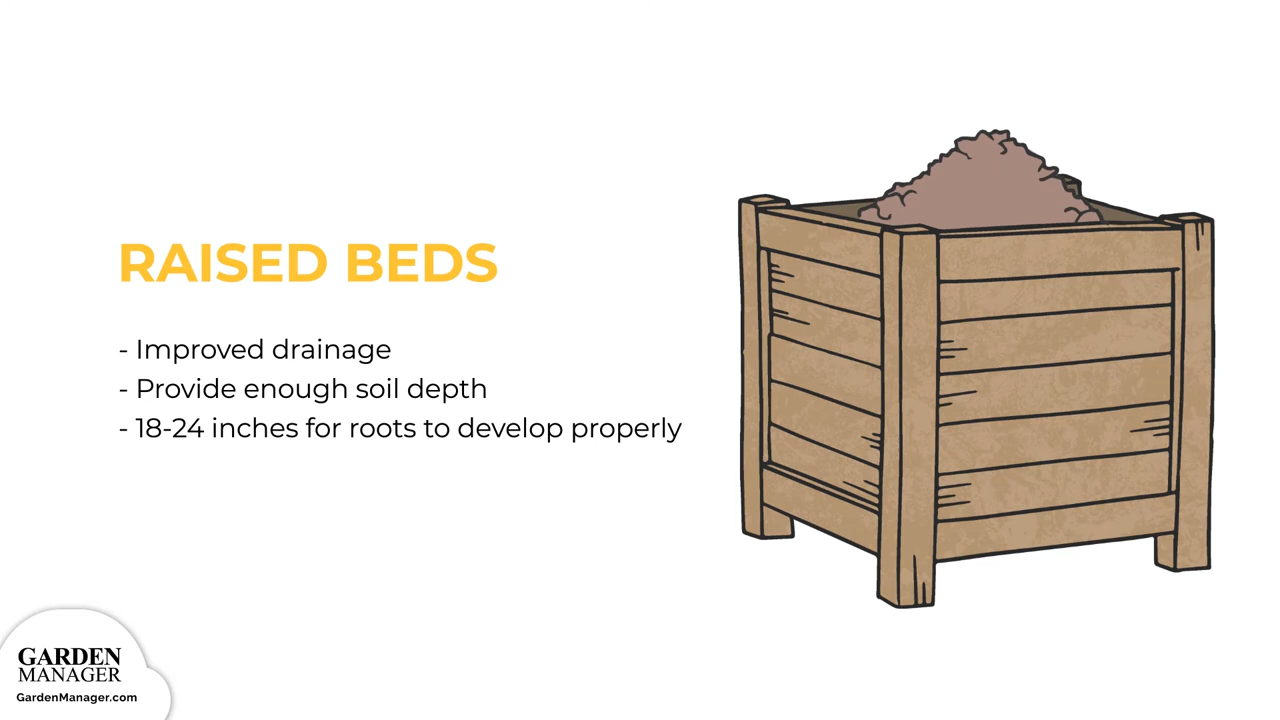 RAISED BEDS
- Improved drainage
- Provide enough soil depth
- 18-24 inches for roots to develop properly
GARDEN
MANAGER
GardenManager.com